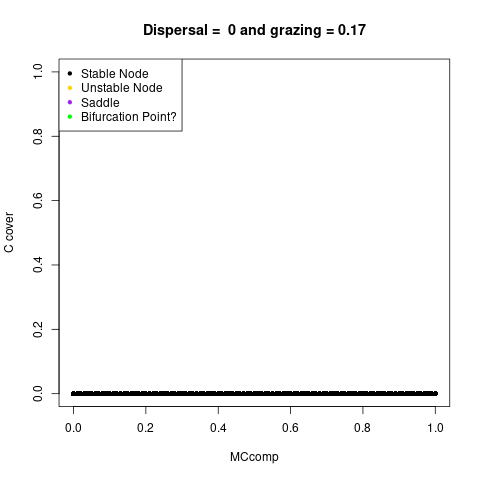 Dispersal =  0 and grazing = 0.17
Stable Node
Unstable Node
Saddle
Bifurcation Point?
1.0
0.8
0.6
0.4
0.2
0.0
C cover
0.0 0.2 0.4 0.6 0.8 1.0
MCcomp